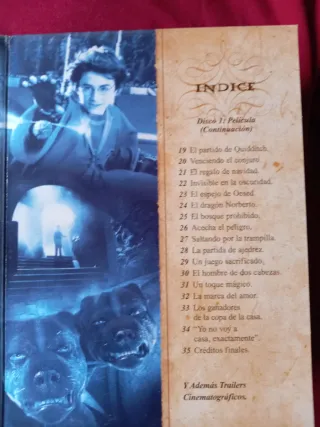 INDICE
Disco 1: Película
(Continuación)
19 El partido de Quidditch.
20 Venciendo el conjuro.
21 El regalo de navidad.
22 Invisible en la oscuridad.
23 El espejo de Oesed.
24 El dragón Norberto.
25 El bosque prohibido.
26 Acecha el peligro.
27 Saltando por la trampilla.
28 La partida de ajedrez.
29 Un juego sacrificado.
30 El hombre de dos cabezas.
31 Un toque mágico.
32 La marca del amor.
33 Los ganadores
de la copa de la casa.
34 "Yo no voy a
casa, exactamente".
35 Créditos finales.
Y Además Trailers
Cinematográficos.